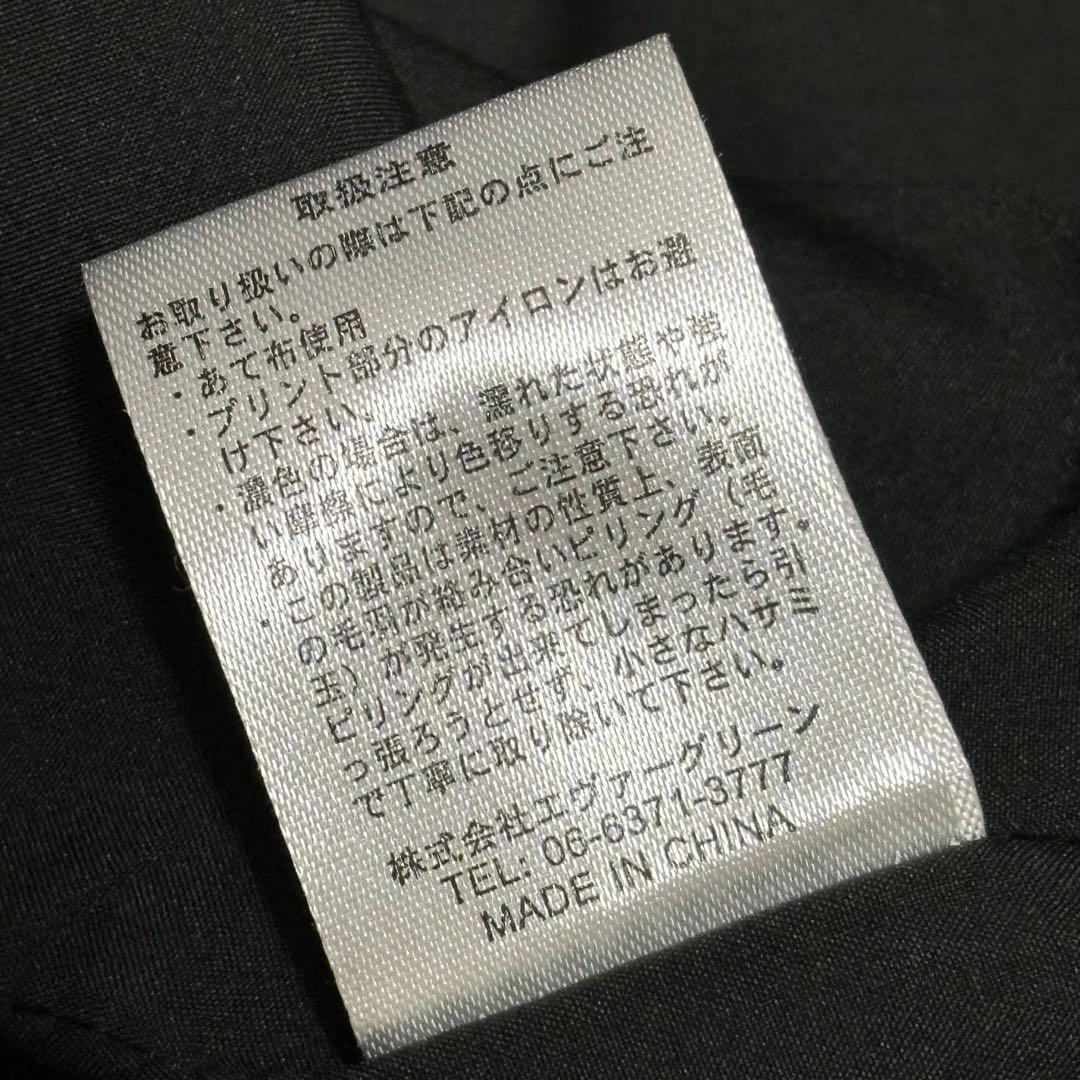 取扱注意
お取り扱いの際は下記の点にご注
意下さい。
・あて布使用
・プリント部分のアイロンはお避
け下さい、
・濃色の場合は、濡れた状態や強
い摩擦により色移りする恐れが
ありますので、ご注意下さい。
・この製品は素材の性質上、表面
の毛羽が絡み合いピリング（毛
玉）が発生する恐れがあります。
ピリングが出来てしまったら引
っ張ろうとせず、小さなハサミ
で丁寧に取り除いて下さい。
株式会社エヴァーグリーン
TEL: 06-6371-3777
MADE IN CHINA